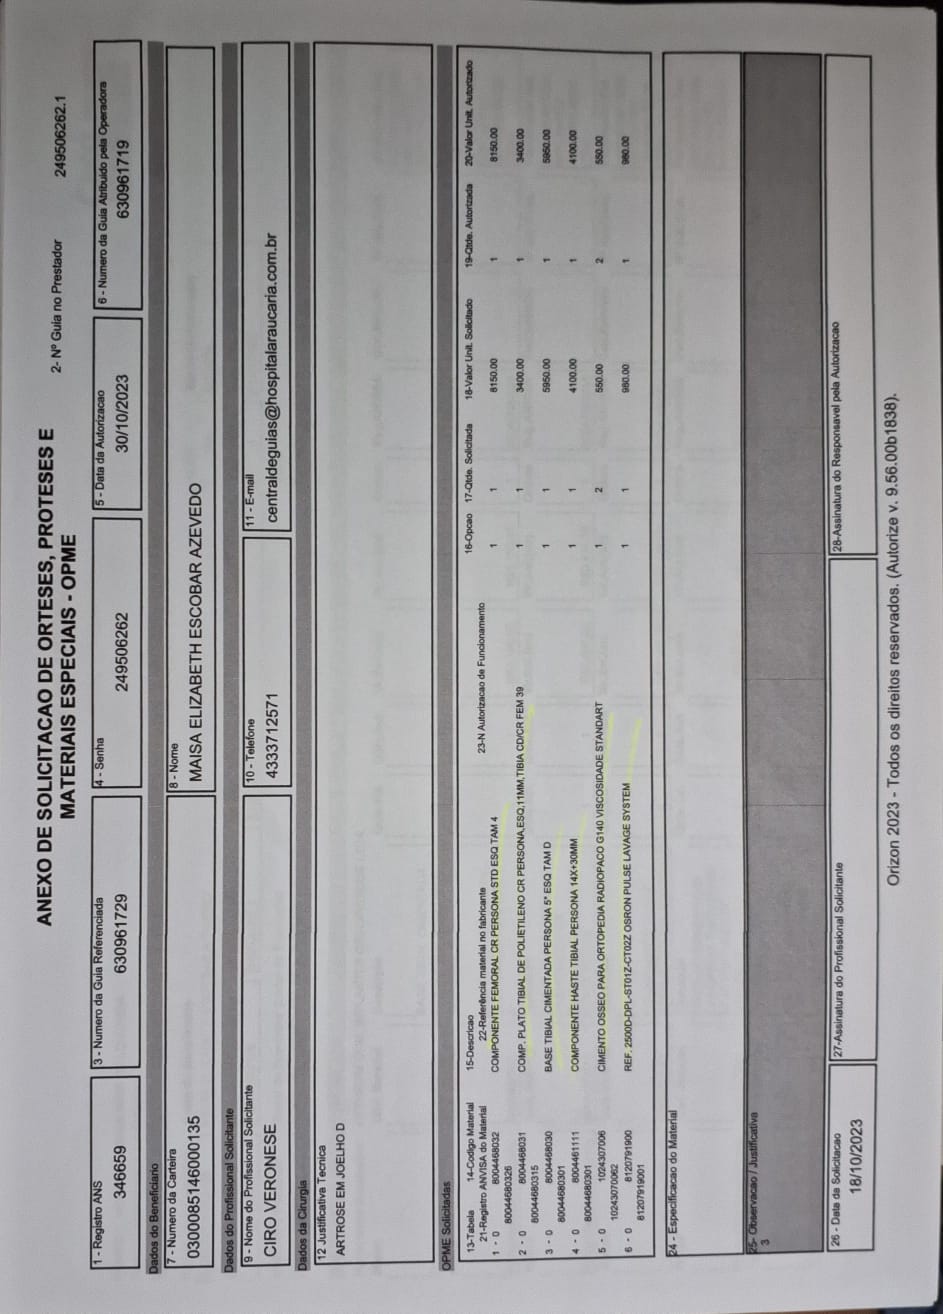 ANEXO DE SOLICITACAO DE ORTESES, PROTESES E
MATERIAIS ESPECIAIS - OPME
2- Nº Guia no Prestador 249506262.1
1 - Registro ANS 3 - Numero da Guia Referenciada 4 - Senha 5 - Data da Autorizacao 6 - Numero da Guia Atribuido pela Operadora
346659 630961729 249506262 30/10/2023 630961719
Dados do Beneficiario
7 - Numero da Carteira 8 - Nome
0300085146000135 MAISA ELIZABETH ESCOBAR AZEVEDO
Dados do Profissional Solicitante
9 - Nome do Profissional Solicitante 10 - Telefone 11 - E-mail
CIRO VERONESE 4333712571 centraldeguias@hospitalaraucaria.com.br
Dados da Cirurgia
12 Justificativa Tecnica
ARTROSE EM JOELHO D
OPME Solicitadas
13-Tabela 14-Codigo Material 15-Descricao 16-Opcao 17-Qtde. Solicitada 18-Valor Unit. Solicitado 19-Qtde. Autorizada 20-Valor Unit. Autorizado
21-Registro ANVISA do Material 22-Referência material no fabricante 23-N Autorizacao de Funcionamento
1 - 0 8004468032 COMPONENTE FEMORAL CR PERSONA STD ESQ TAM 4 1 1 8150.00 1 8150.00
80044680326
2 - 0 8004468031 COMP. PLATO TIBIAL DE POLIETILENO CR PERSONA,ESQ,11MM,TIBIA CD/CR FEM 39 1 1 3400.00 1 3400.00
80044680315
3 - 0 8004468030 BASE TIBIAL CIMENTADA PERSONA 5° ESQ TAM D 1 1 5950.00 1 5950.00
80044680301
4 - 0 8004461111 COMPONENTE HASTE TIBIAL PERSONA 14X+30MM 1 1 4100.00 1 4100.00
80044680301
5 - 0 1024307006 CIMENTO OSSEO PARA ORTOPEDIA RADIOPACO G140 VISCOSIDADE STANDART 1 2 550.00 2 550.00
10243070062
6 - 0 8120791900 REF. 2500D-DPL-ST01Z-CT02Z OSRON PULSE LAVAGE SYSTEM 1 1 980.00 1 980.00
81207919001
24 - Especificacao do Material
25- Observacao / Justificativa
3
26 - Data da Solicitacao 27-Assinatura do Profissional Solicitante 28-Assinatura do Responsavel pela Autorizacao
18/10/2023
Orizon 2023 - Todos os direitos reservados. (Autorize v. 9.56.00b1838).